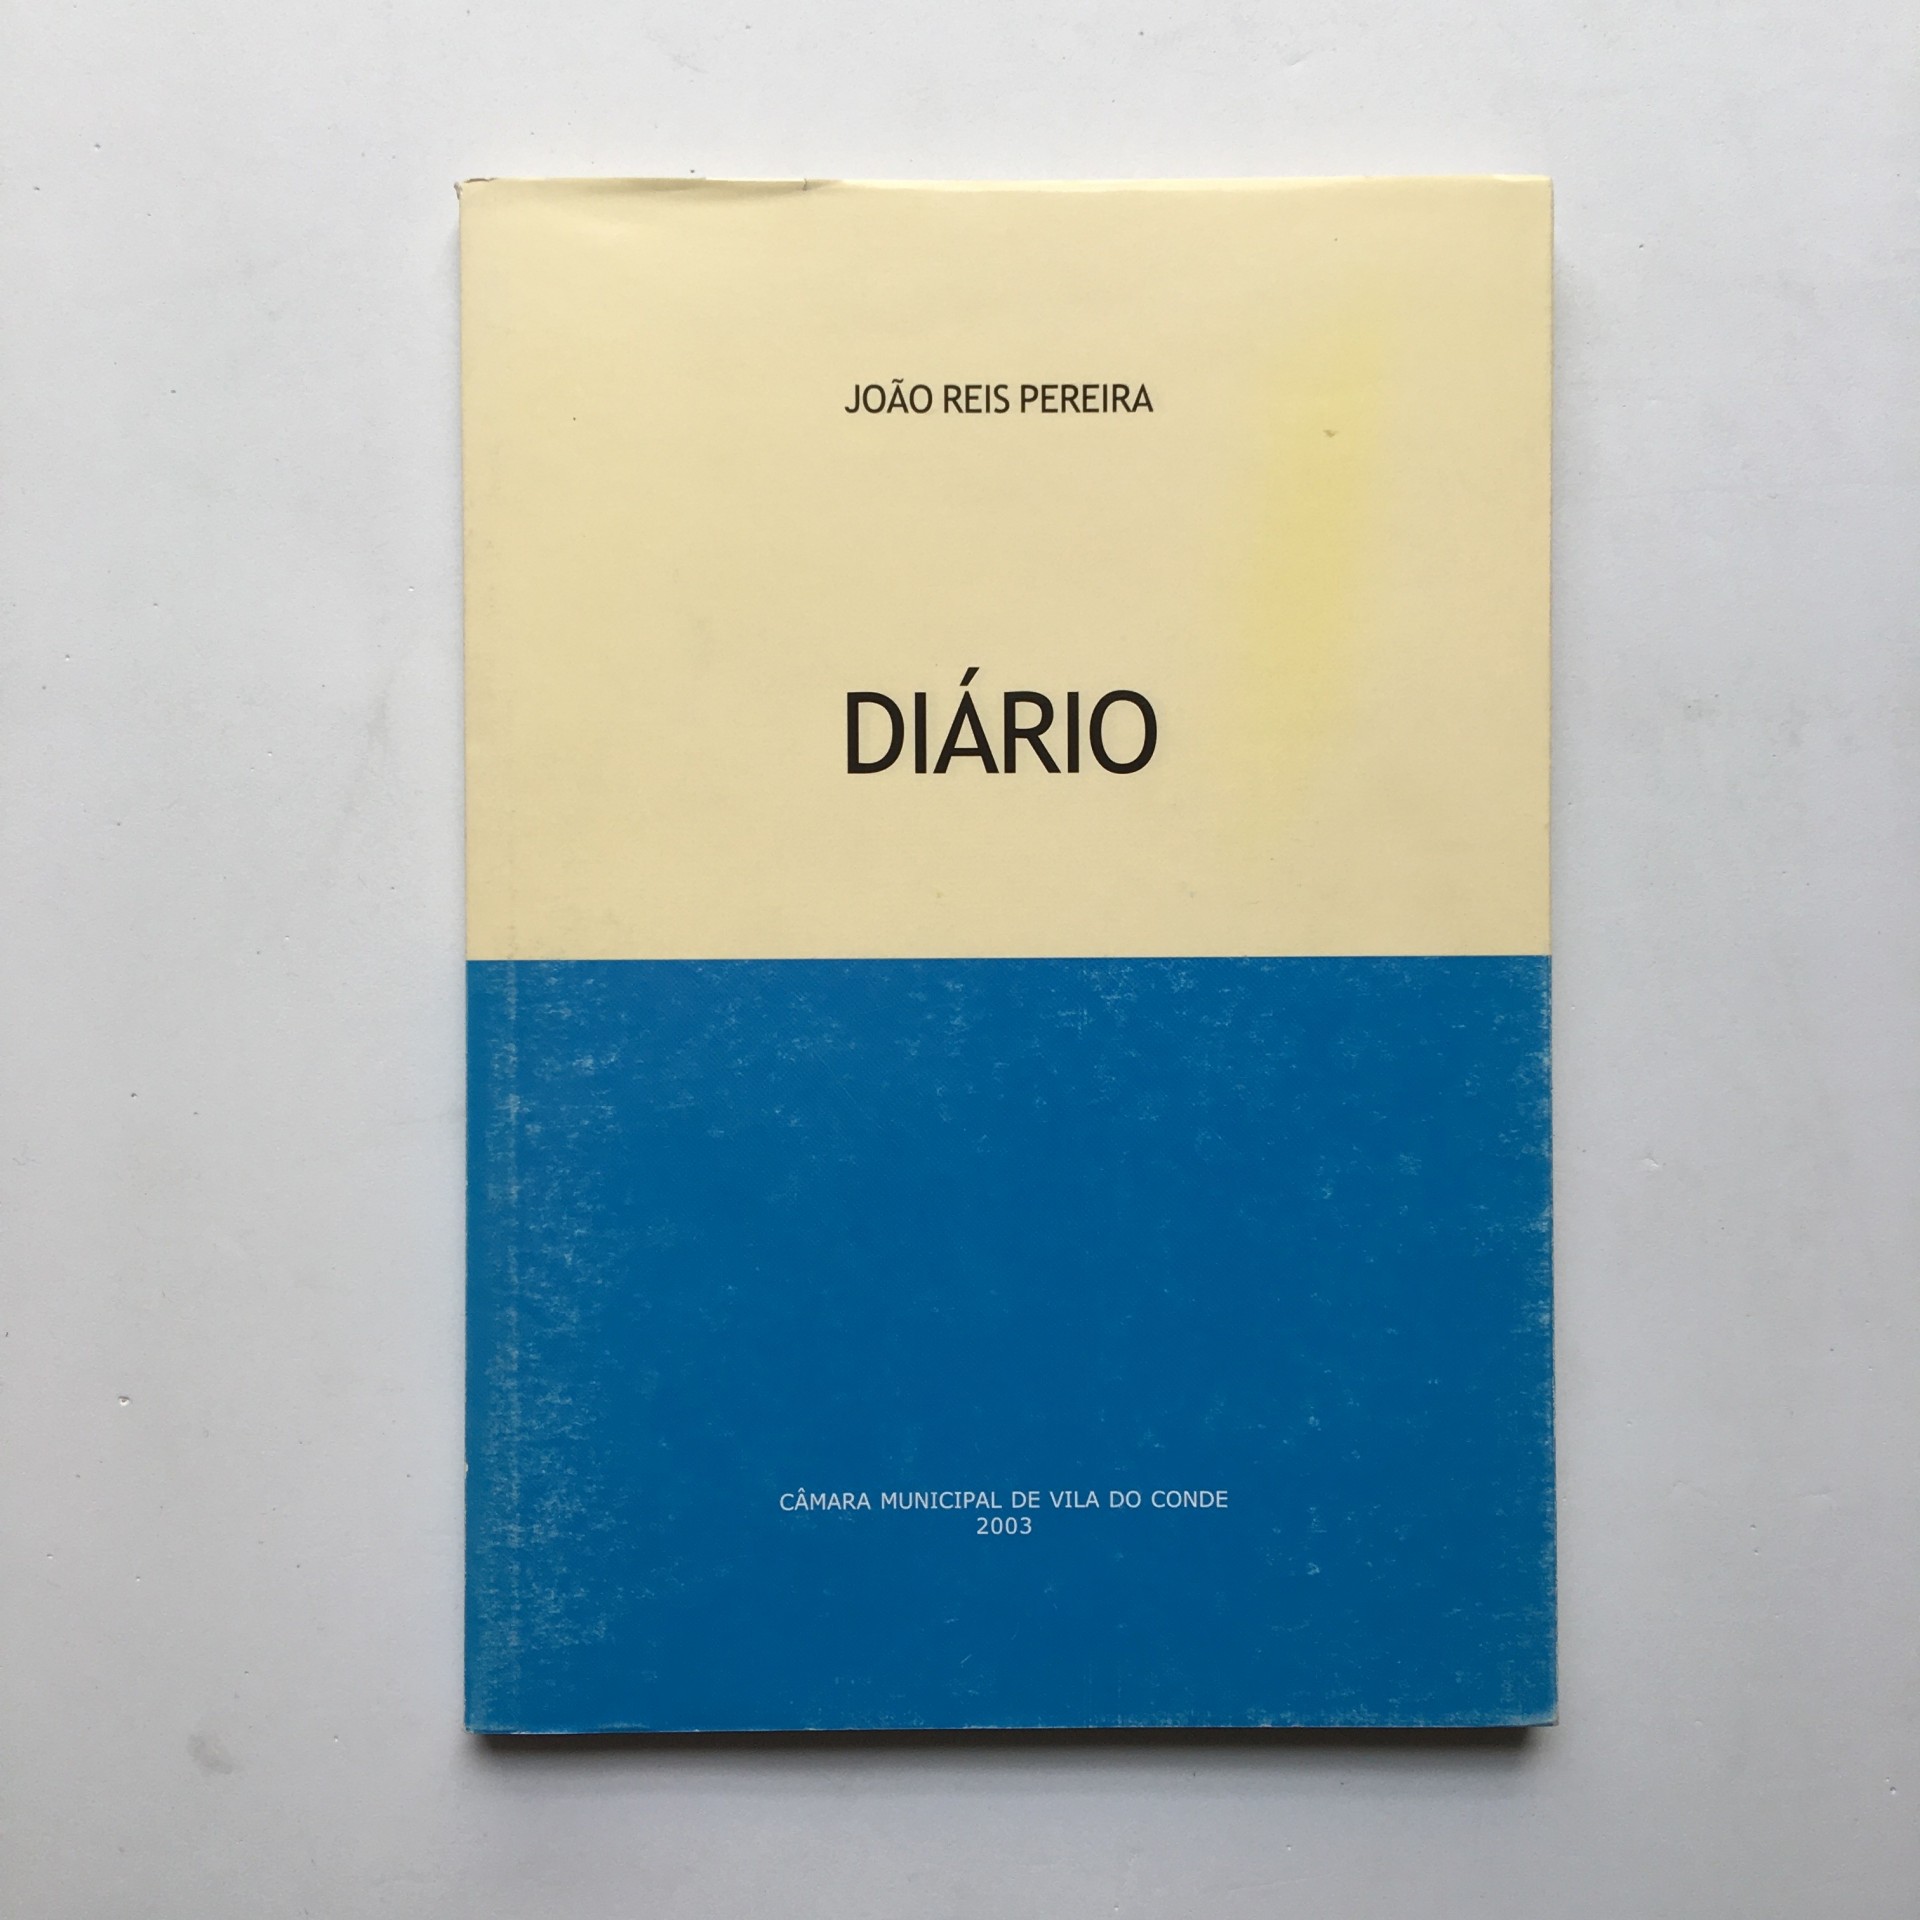 JOÃO REIS PEREIRA
DIÁRIO
CÂMARA MUNICIPAL DE VILA DO CONDE
2003